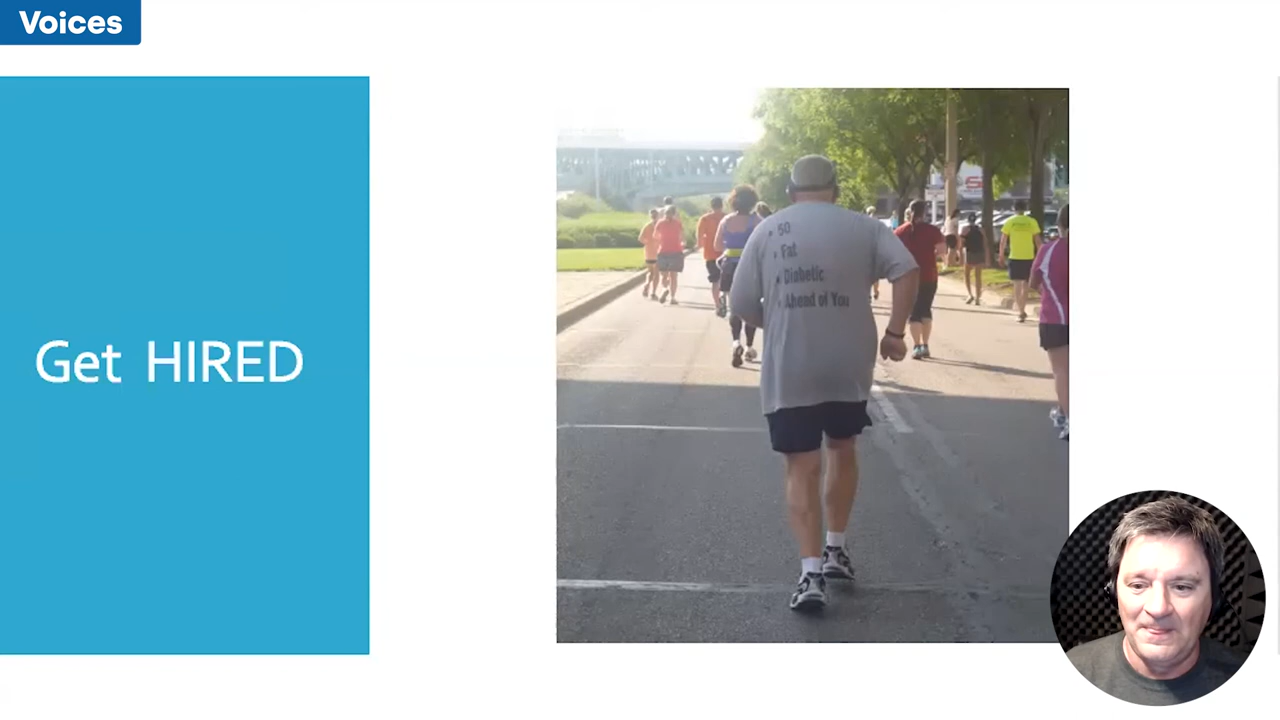 Voices
Get HIRED
• 50
• Fat
• Diabetic
• Ahead of You